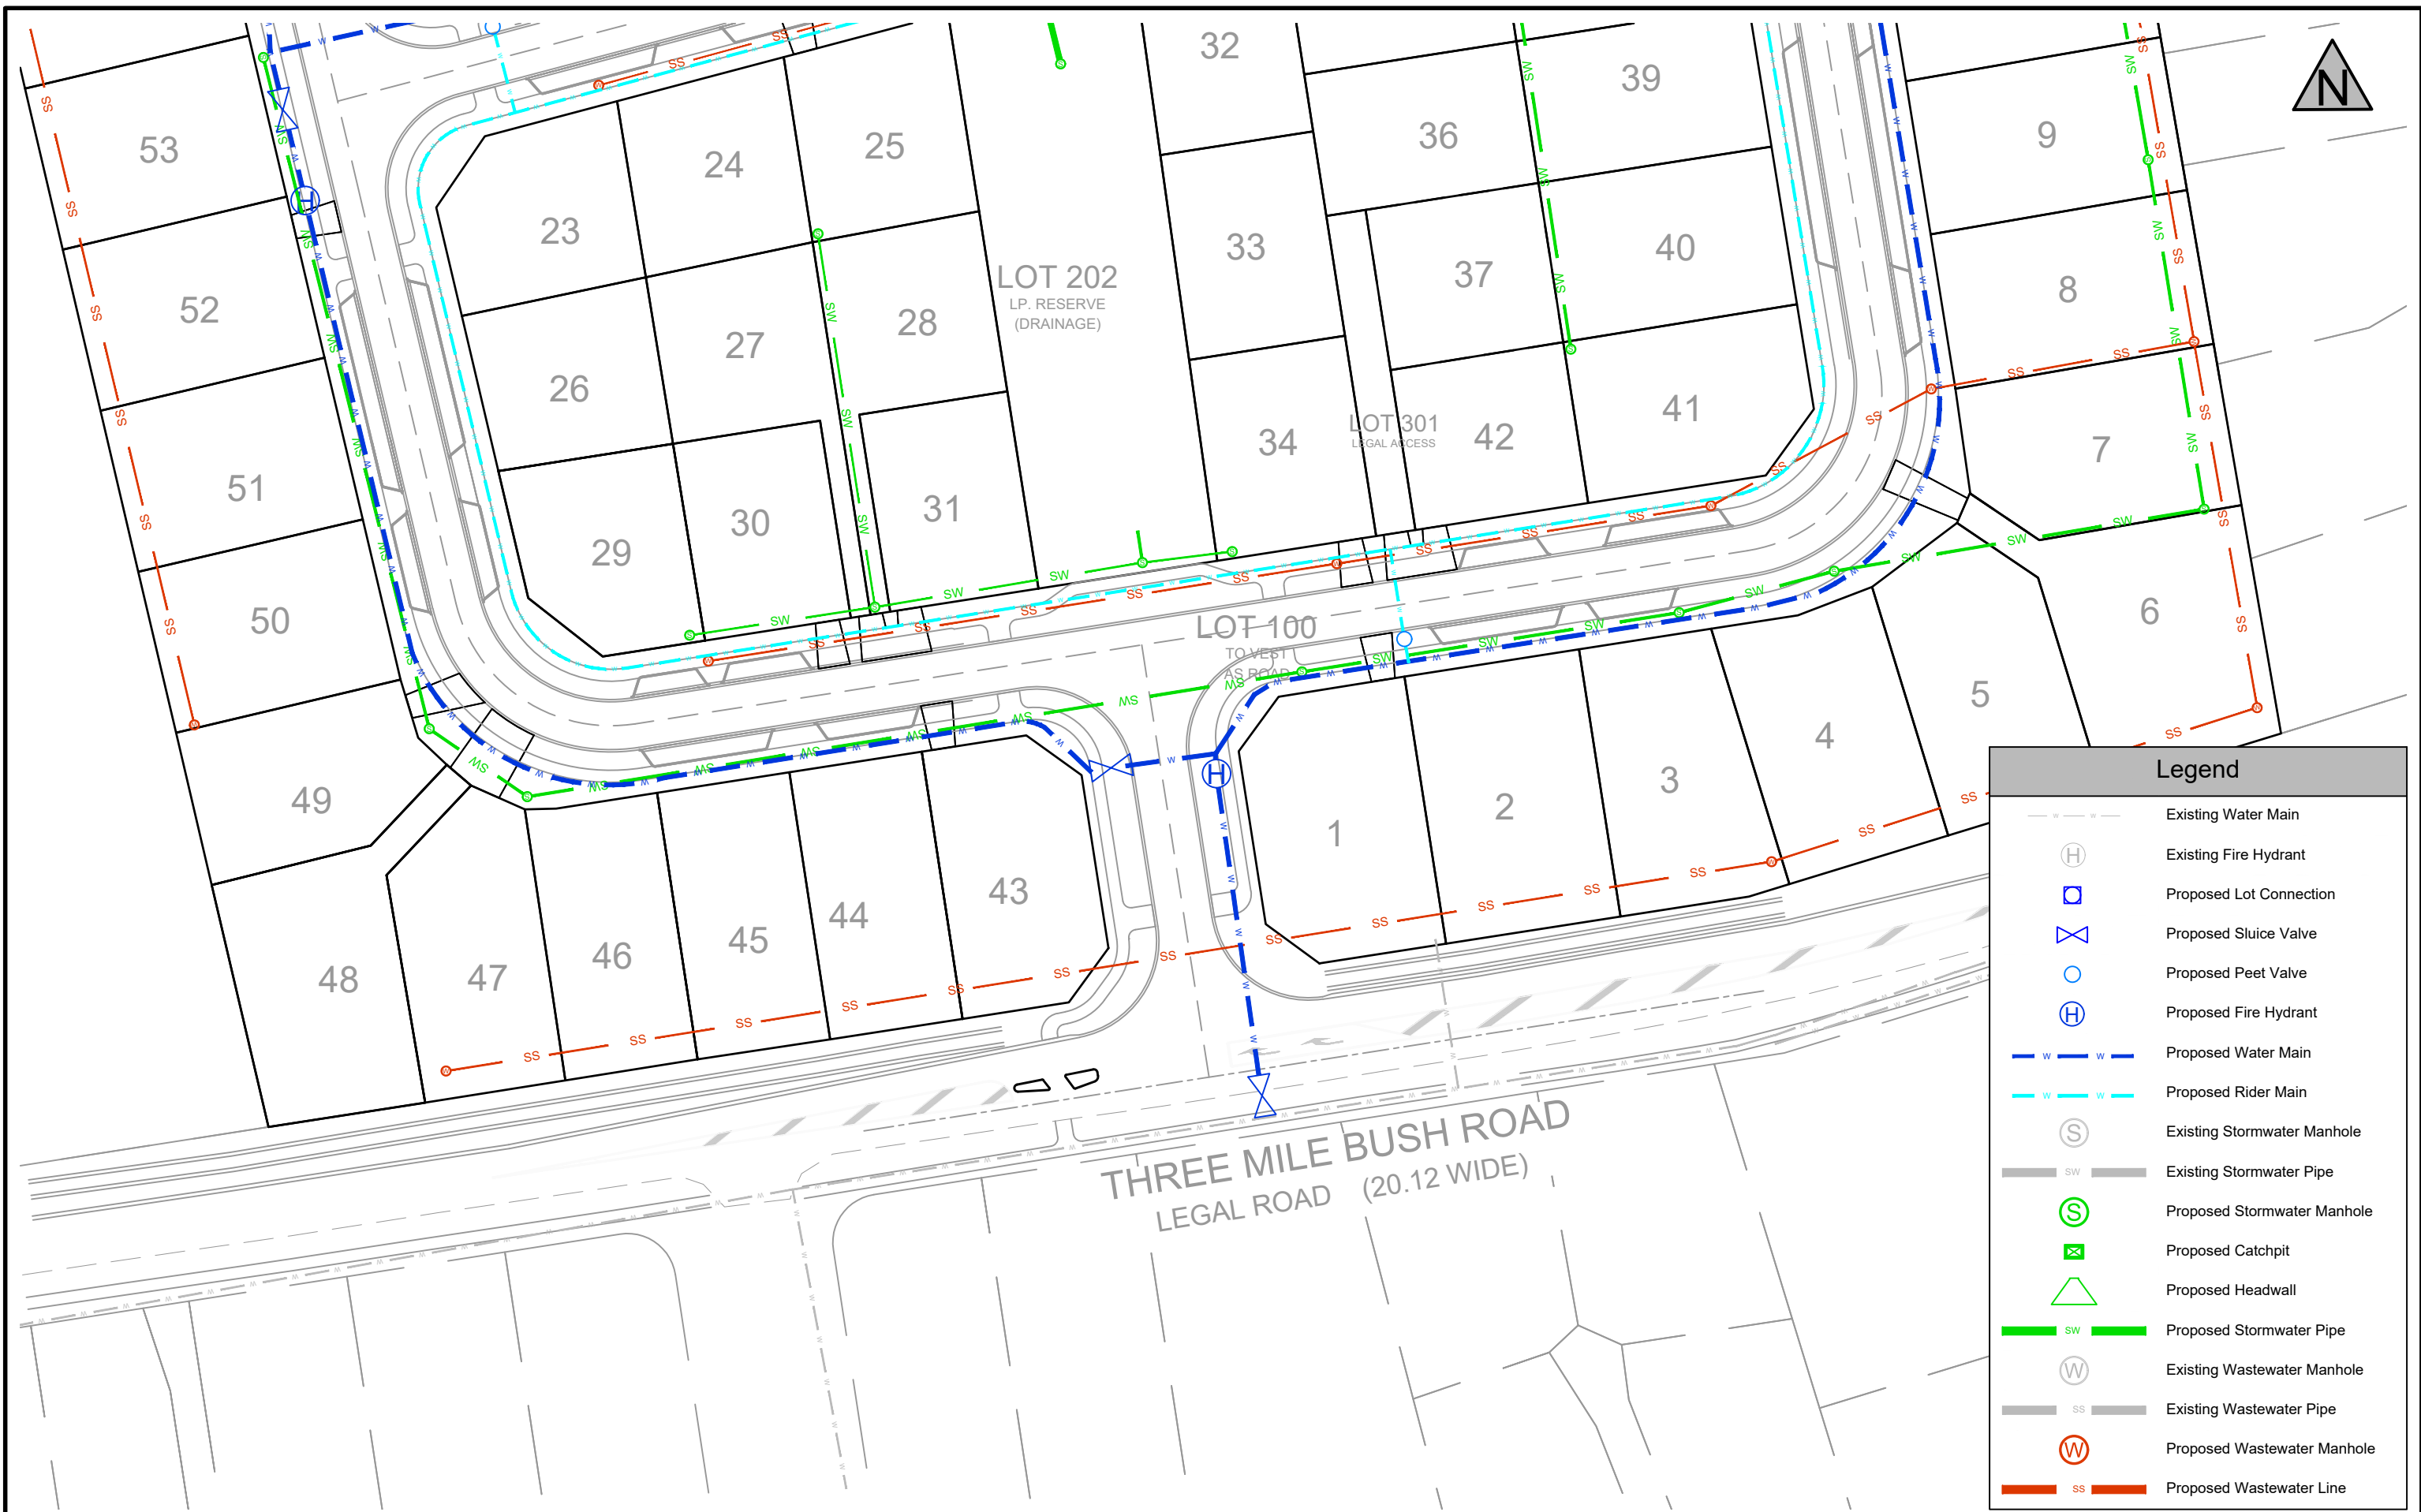 N
32
39
53
24
25
36
9
23
33
40
LOT 202
LP. RESERVE
(DRAINAGE)
37
8
52
28
27
26
41
LOT 301
LEGAL ACCESS
34
42
7
51
31
30
29
50
LOT 100
TO VEST
AS ROAD
6
5
4
49
3
2
1
43
44
45
46
47
48
THREE MILE BUSH ROAD
LEGAL ROAD (20.12 WIDE)
Legend
W W Existing Water Main
H Existing Fire Hydrant
Proposed Lot Connection
Proposed Sluice Valve
Proposed Peet Valve
H Proposed Fire Hydrant
W W Proposed Water Main
W W Proposed Rider Main
S Existing Stormwater Manhole
SW Existing Stormwater Pipe
S Proposed Stormwater Manhole
Proposed Catchpit
Proposed Headwall
SW Proposed Stormwater Pipe
W Existing Wastewater Manhole
SS Existing Wastewater Pipe
W Proposed Wastewater Manhole
SS Proposed Wastewater Line